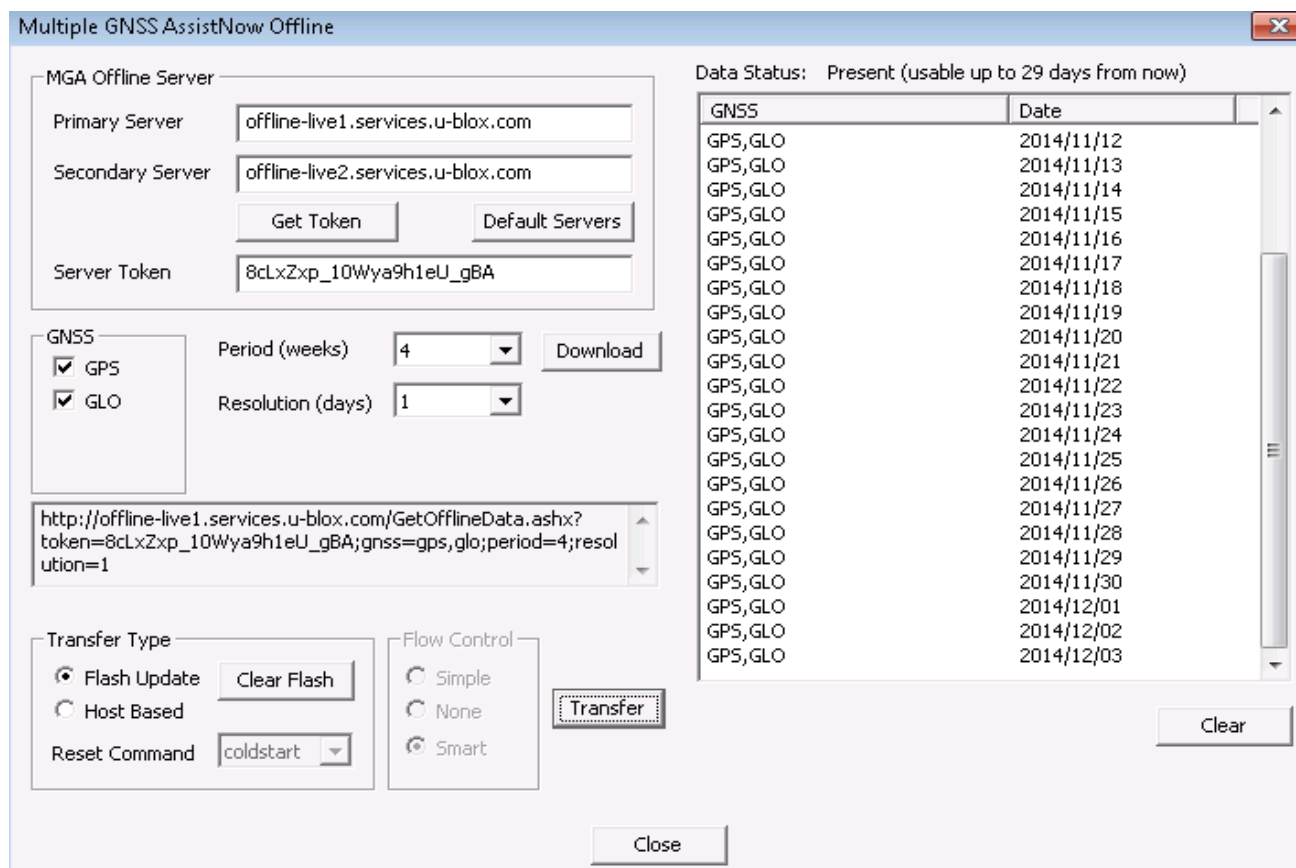 Multiple GNSS AssistNow Offline
MGA Offline Server
Primary Server offline-live1.services.u-blox.com
Secondary Server offline-live2.services.u-blox.com
Get Token Default Servers
Server Token 8cLxZxp_10Wya9h1eU_gBA
GNSS
GPS
GLO
Period (weeks) 4 Download
Resolution (days) 1
http://offline-live1.services.u-blox.com/GetOfflineData.ashx?
token=8cLxZxp_10Wya9h1eU_gBA;gnss=gps,glo;period=4;resol
ution=1
Transfer Type
Flash Update Clear Flash
Host Based
Reset Command coldstart
Flow Control
Simple
None
Smart
Transfer
Data Status: Present (usable up to 29 days from now)
GNSS Date
GPS,GLO 2014/11/12
GPS,GLO 2014/11/13
GPS,GLO 2014/11/14
GPS,GLO 2014/11/15
GPS,GLO 2014/11/16
GPS,GLO 2014/11/17
GPS,GLO 2014/11/18
GPS,GLO 2014/11/19
GPS,GLO 2014/11/20
GPS,GLO 2014/11/21
GPS,GLO 2014/11/22
GPS,GLO 2014/11/23
GPS,GLO 2014/11/24
GPS,GLO 2014/11/25
GPS,GLO 2014/11/26
GPS,GLO 2014/11/27
GPS,GLO 2014/11/28
GPS,GLO 2014/11/29
GPS,GLO 2014/11/30
GPS,GLO 2014/12/01
GPS,GLO 2014/12/02
GPS,GLO 2014/12/03
Clear
Close